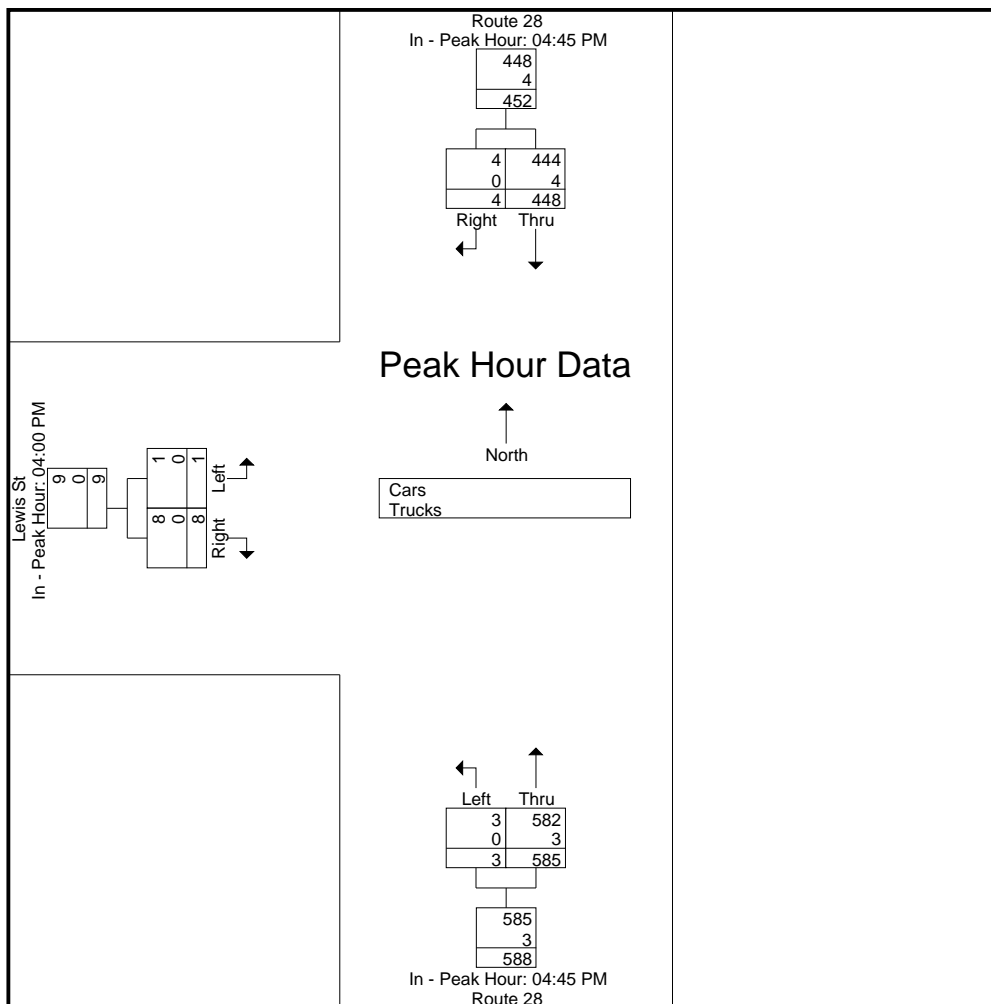 Route 28
In - Peak Hour: 04:45 PM
448
4
452
4 444
0 4
4 448
Right Thru
Peak Hour Data
North
Cars
Trucks
Lewis St
In - Peak Hour: 04:00 PM
9
0
9
1 0 1
Left
8 0 8
Right
Left Thru
3 582
0 3
3 585
585
3
588
In - Peak Hour: 04:45 PM
Route 28